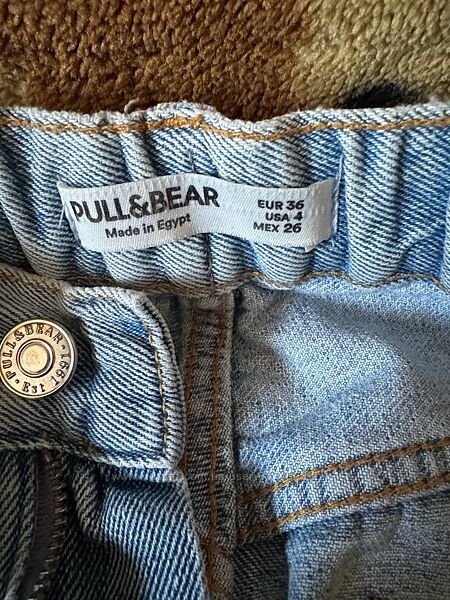 PULL&BEAR
Made in Egypt
EUR 36
USA 4
MEX 26
PULL&BEAR · Est 1991 ·